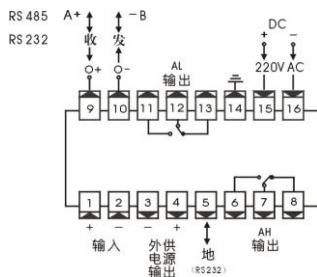 RS 485 A+ －B DC
RS 232 收 发 + －
○+ ○- AL 220V AC
输出
9 10 11 12 13 14 15 16
1 2 3 4 5 6 7 8
+ － － +
输入 外供 地 AH
电源 (RS232) 输出
输出